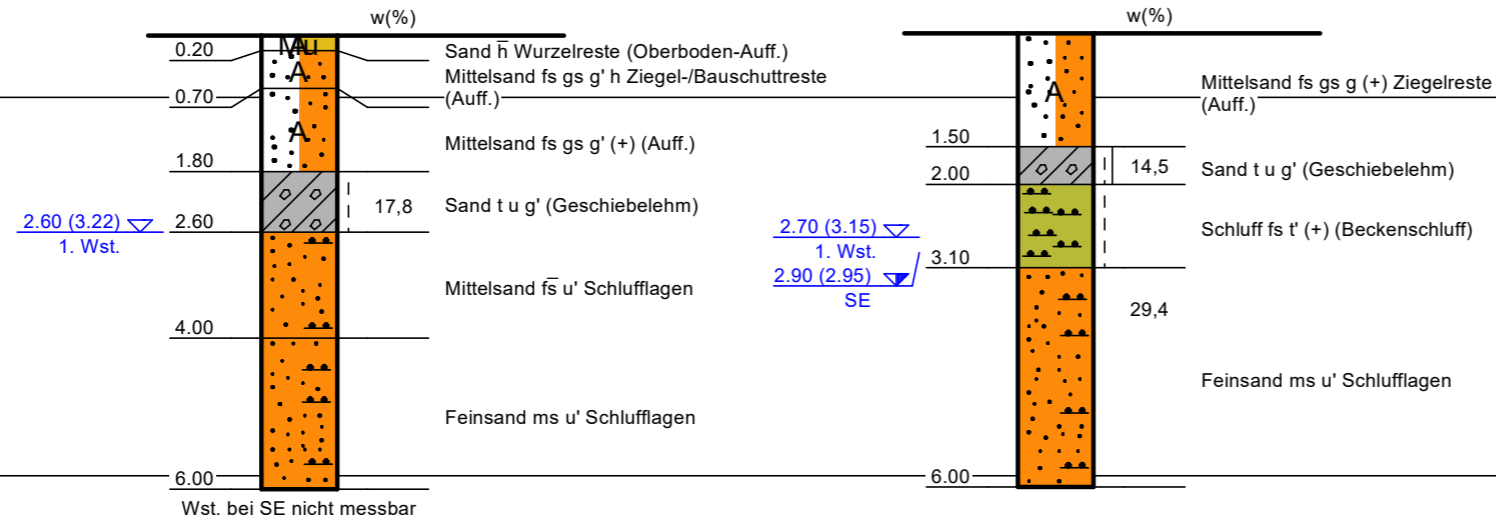 w(%)
0.20
Mu
A
Sand h̅ Wurzelreste (Oberboden-Auff.)
A
Mittelsand fs gs g' h Ziegel-/Bauschuttreste
0.70
(Auff.)
A
Mittelsand fs gs g' (+) (Auff.)
1.80
17,8
Sand t u g' (Geschiebelehm)
2.60 (3.22)
2.60
1. Wst.
Mittelsand fs̅ u' Schlufflagen
4.00
Feinsand ms u' Schlufflagen
6.00
Wst. bei SE nicht messbar
w(%)
A
Mittelsand fs gs g (+) Ziegelreste
(Auff.)
1.50
14,5
Sand t u g' (Geschiebelehm)
2.00
2.70 (3.15)
Schluff fs t' (+) (Beckenschluff)
1. Wst.
3.10
2.90 (2.95)
SE
29,4
Feinsand ms u' Schlufflagen
6.00